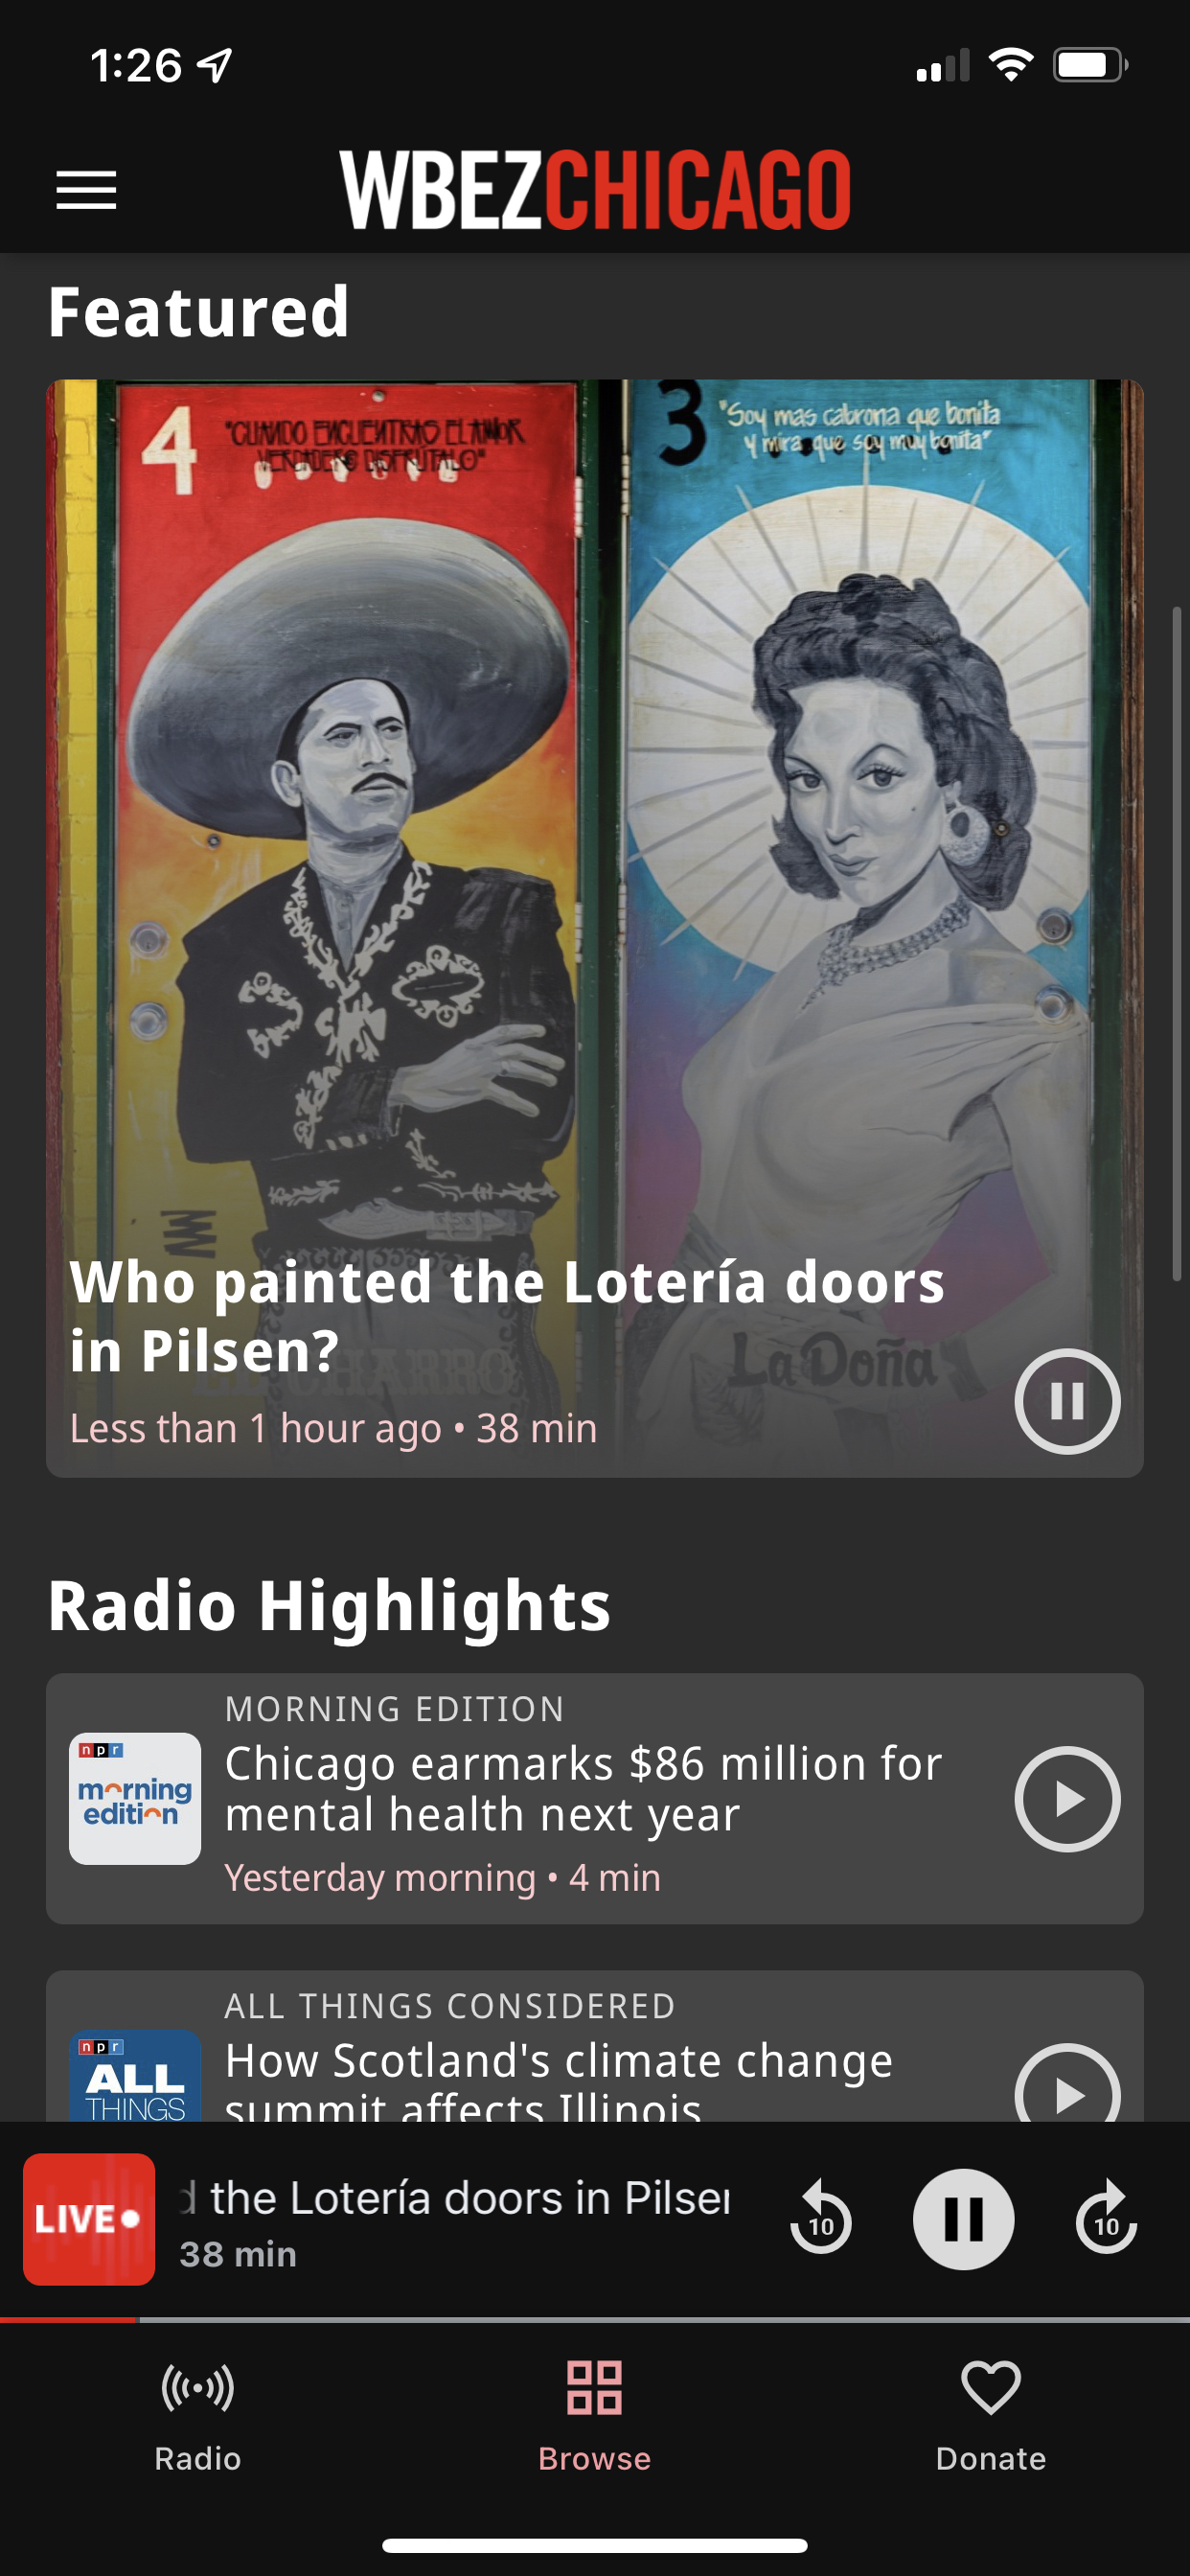 1:26
WBEZCHICAGO
Featured
4
"CUANDO ENCUENTRAS EL AMOR
VERDADERO DISFRUTALO"
3
"Soy mas cabrona que bonita
y mira que soy muy bonita"
Who painted the Lotería doors
in Pilsen?
EL CHARRO
La Doña
Less than 1 hour ago • 38 min
Radio Highlights
MORNING EDITION
npr
morning
edition
Chicago earmarks $86 million for
mental health next year
Yesterday morning • 4 min
ALL THINGS CONSIDERED
npr
ALL
THINGS
How Scotland's climate change
summit affects Illinois
LIVE
the Lotería doors in Pilsen
38 min
10
10
Radio
Browse
Donate